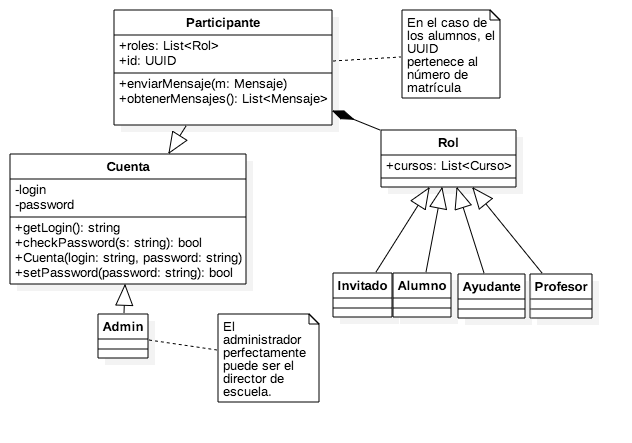 Participante
+roles: List<Rol>
+id: UUID
+enviarMensaje(m: Mensaje)
+obtenerMensajes(): List<Mensaje>
En el caso de
los alumnos, el
UUID
pertenece al
número de
matrícula
Rol
+cursos: List<Curso>
Cuenta
-login
-password
+getLogin(): string
+checkPassword(s: string): bool
+Cuenta(login: string, password: string)
+setPassword(password: string): bool
Invitado
Alumno
Ayudante
Profesor
Admin
El
administrador
perfectamente
puede ser el
director de
escuela.